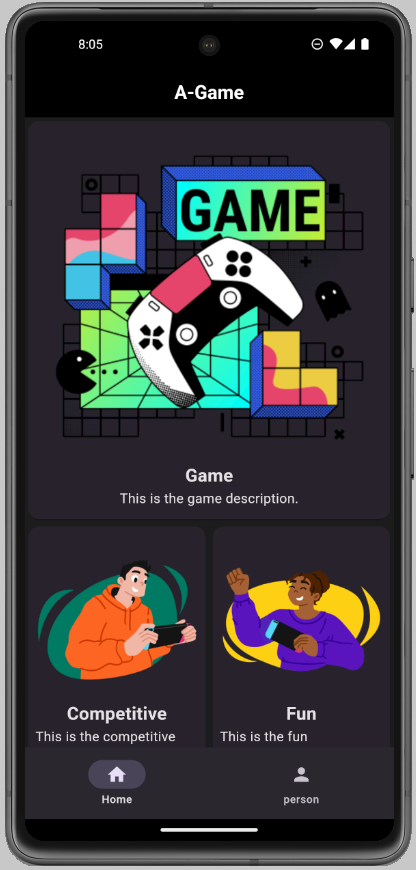 8:05
A-Game
GAME
Game
This is the game description.
Competitive
This is the competitive
Fun
This is the fun
Home
person